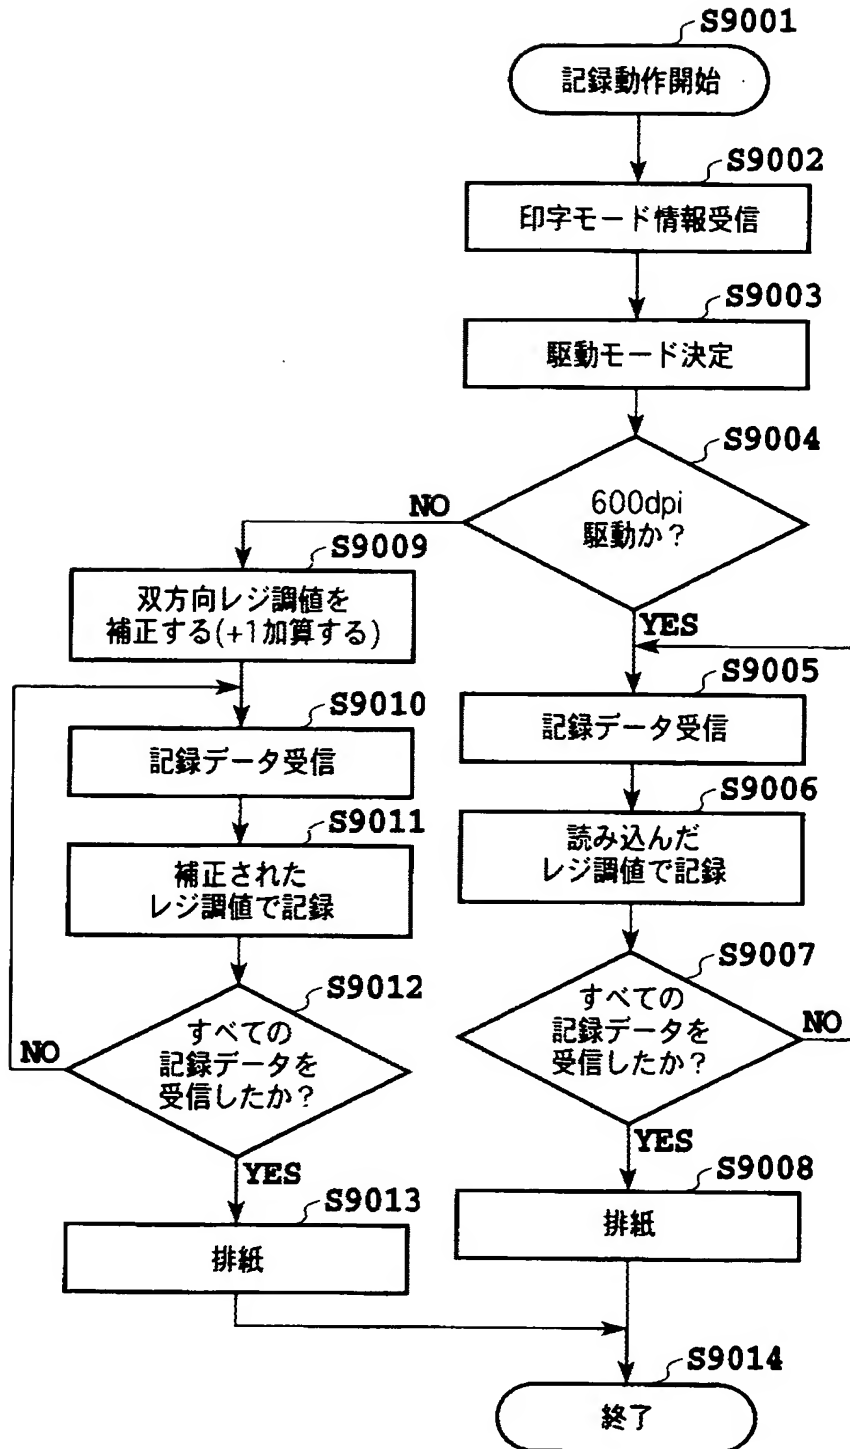 S9001
記録動作開始
S9002
印字モード情報受信
S9003
駆動モード決定
S9004
600dpi
駆動か？
NO
YES
S9009
双方向レジ調値を
補正する(+1加算する)
S9005
記録データ受信
S9010
記録データ受信
S9006
読み込んだ
レジ調値で記録
S9011
補正された
レジ調値で記録
S9007
すべての
記録データを
受信したか？
NO
YES
S9012
すべての
記録データを
受信したか？
NO
YES
S9008
排紙
S9013
排紙
S9014
終了